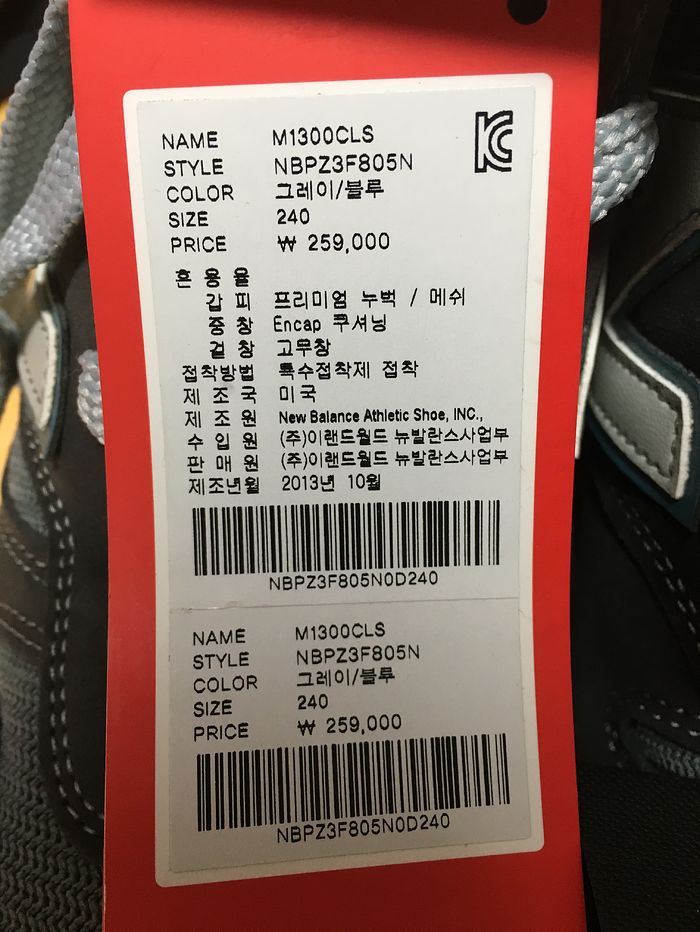 NAME M1300CLS
STYLE NBPZ3F805N
COLOR 그레이/블루
SIZE 240
PRICE ₩ 259,000
혼 용 율
갑 피 프리미엄 누벅 / 메쉬
중 창 Encap 쿠셔닝
겉 창 고무창
접착방법 특수접착제 접착
제 조 국 미국
제 조 원 New Balance Athletic Shoe, INC.,
수 입 원 (주)이랜드월드 뉴발란스사업부
판 매 원 (주)이랜드월드 뉴발란스사업부
제조년월 2013년 10월
NBPZ3F805N0D240
NAME M1300CLS
STYLE NBPZ3F805N
COLOR 그레이/블루
SIZE 240
PRICE ₩ 259,000
NBPZ3F805N0D240